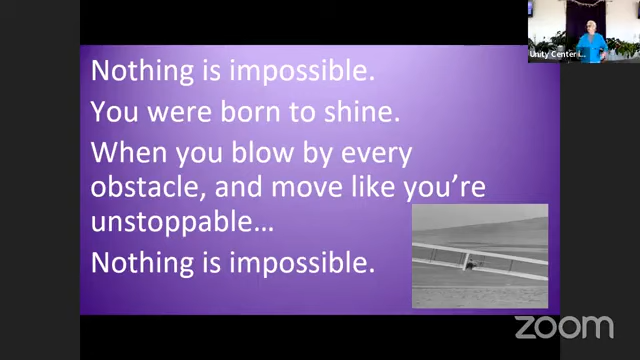 Nothing is impossible.
You were born to shine.
When you blow by every
obstacle, and move like you're
unstoppable...
Nothing is impossible.
Unity Center i...
zoom